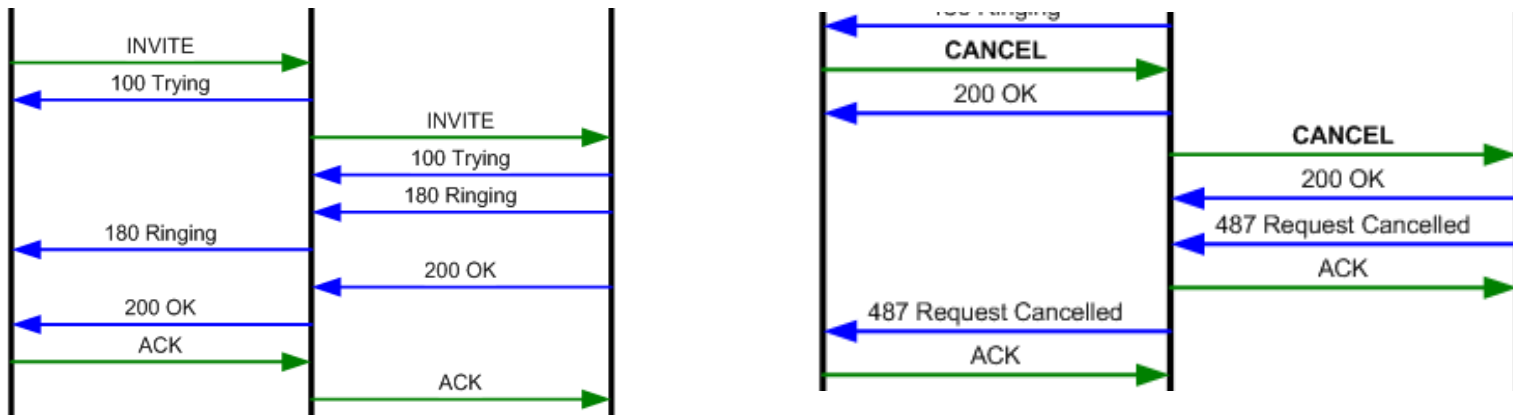 INVITE
100 Trying
INVITE
100 Trying
180 Ringing
180 Ringing
200 OK
200 OK
ACK
ACK
CANCEL
200 OK
CANCEL
200 OK
487 Request Cancelled
ACK
487 Request Cancelled
ACK